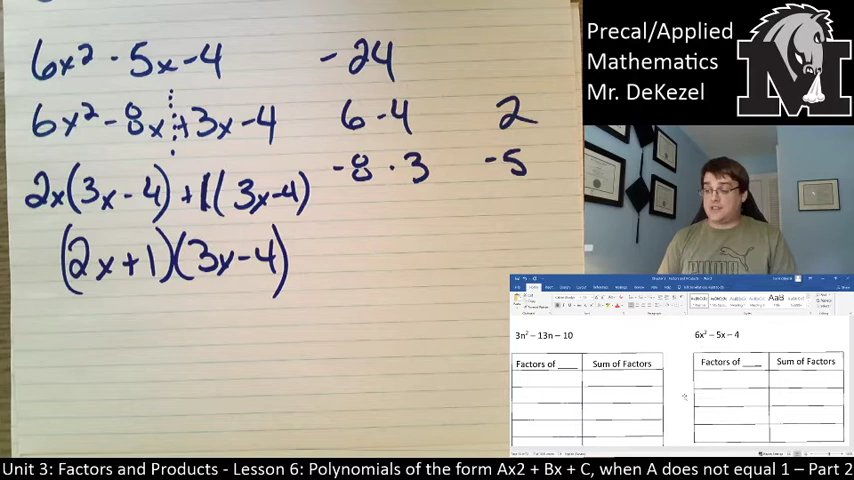 6x² - 5x - 4
- 24
6x² - 8x + 3x - 4
6 - 4
2
2x(3x - 4) + 1(3x - 4)
- 8 · 3
- 5
(2x + 1)(3x - 4)
Precal/Applied
Mathematics
Mr. DeKezel
M
3n² – 13n – 10
6x² – 5x – 4
Factors of ____
Sum of Factors
Factors of ____
Sum of Factors
Unit 3: Factors and Products - Lesson 6: Polynomials of the form Ax2 + Bx + C, when A does not equal 1 – Part 2